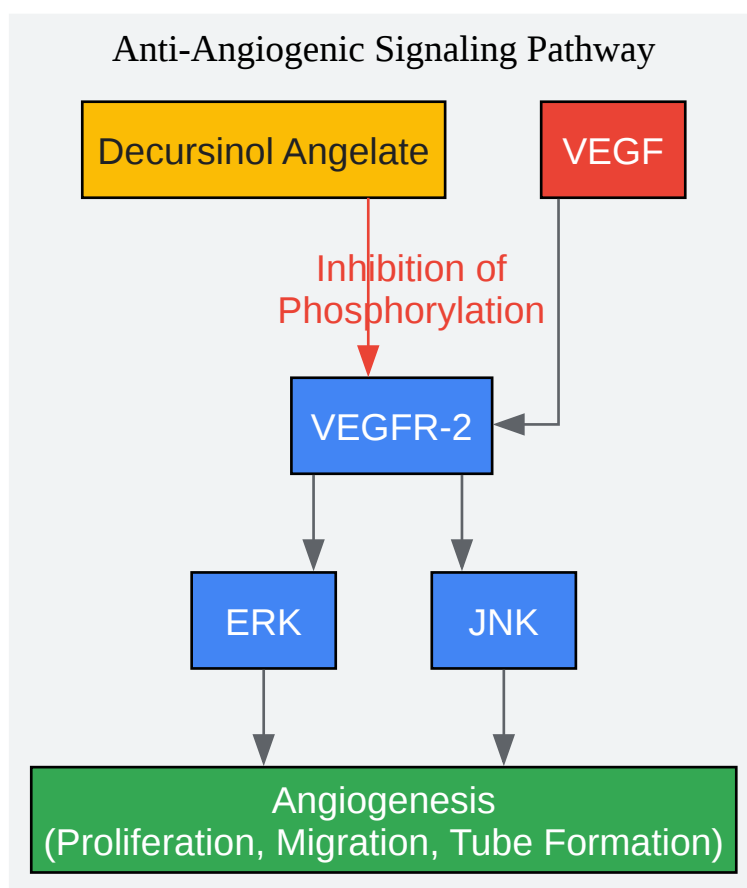 Anti-Angiogenic Signaling Pathway
Decursinol Angelate
VEGF
Inhibition of
Phosphorylation
VEGFR-2
ERK
JNK
Angiogenesis
(Proliferation, Migration, Tube Formation)